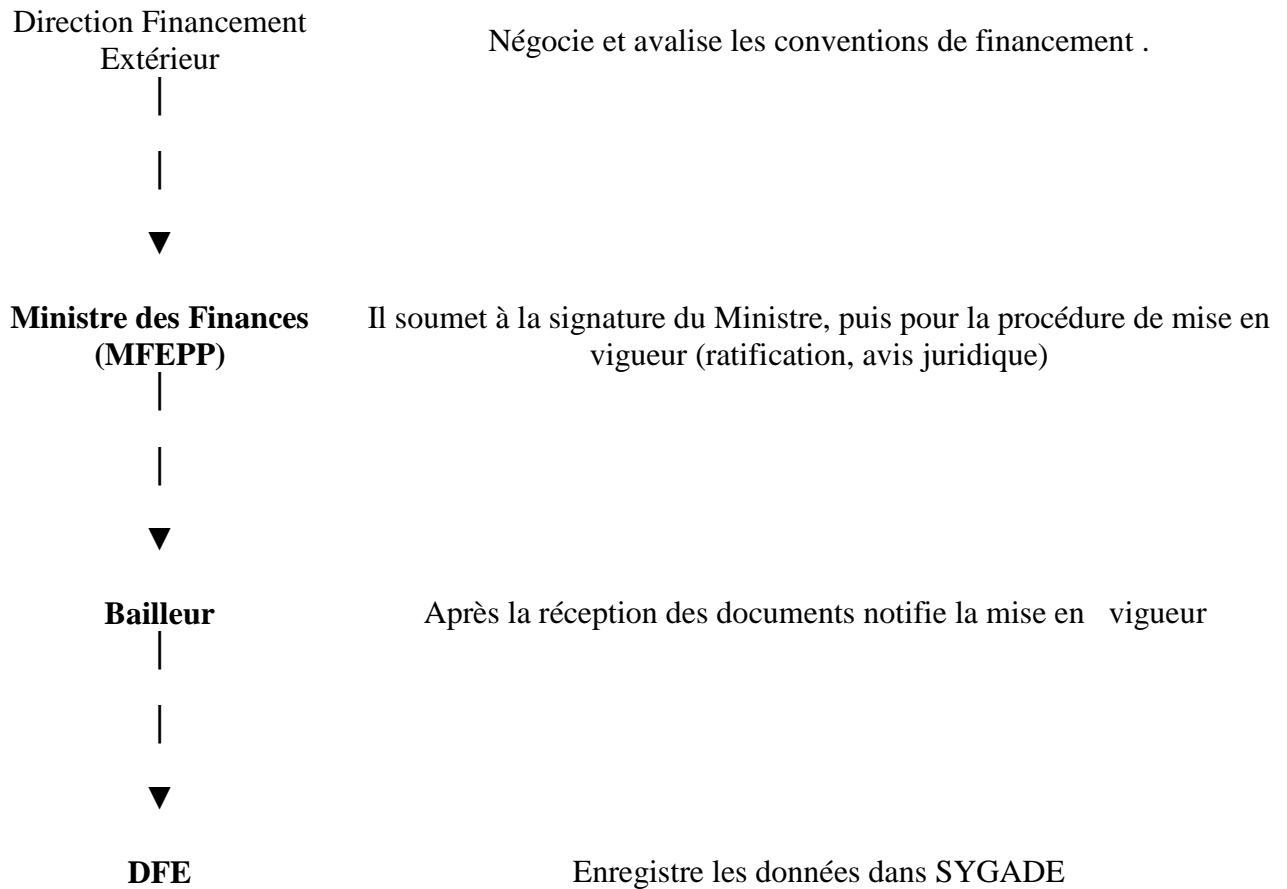 Direction Financement
Extérieur
Négocie et avalise les conventions de financement .
Ministre des Finances
(MFEPP)
Il soumet à la signature du Ministre, puis pour la procédure de mise en
vigueur (ratification, avis juridique)
Bailleur
Après la réception des documents notifie la mise en vigueur
DFE
Enregistre les données dans SYGADE